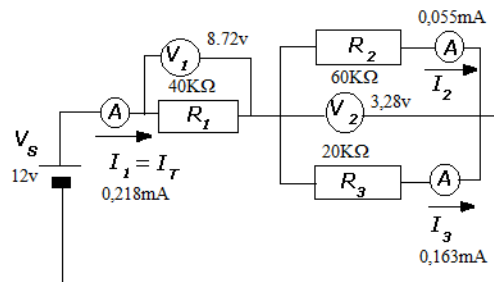 0,055mA
8.72v
V1
R2
A
40KΩ
60KΩ
I2
A
R1
V2
3,28v
VS
12v
I1 = IT
0,218mA
20KΩ
R3
A
I3
0,163mA